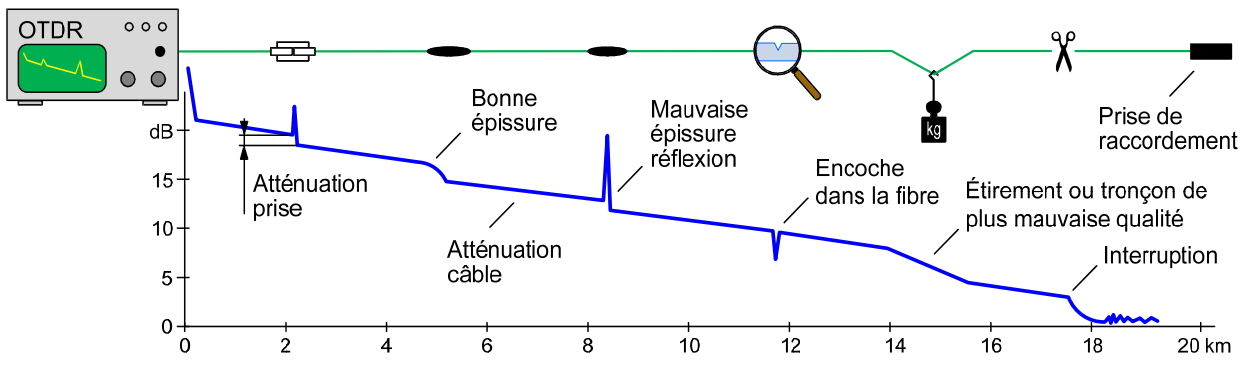 OTDR
kg
Prise de
raccordement
Bonne
épissure
Mauvaise
épissure
réflexion
Encoche
dans la fibre
Étirement ou tronçon de
plus mauvaise qualité
Interruption
Atténuation
prise
Atténuation
câble
dB
15
10
5
0
0 2 4 6 8 10 12 14 16 18 20 km